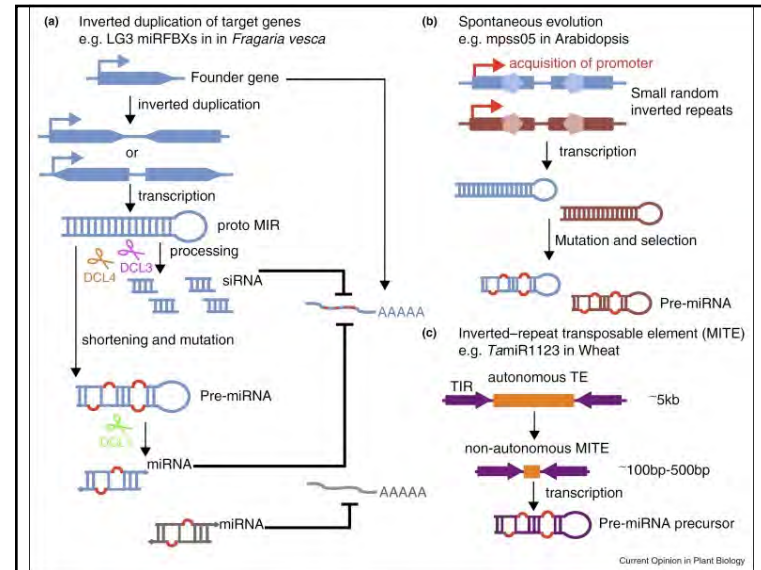 (a) Inverted duplication of target genes
e.g. LG3 miRFBXs in in Fragaria vesca
Founder gene
inverted duplication
or
transcription
proto MIR
DCL3
processing
DCL4
siRNA
AAAAA
shortening and mutation
Pre-miRNA
DCL1
miRNA
AAAAA
miRNA
(b) Spontaneous evolution
e.g. mpss05 in Arabidopsis
acquisition of promoter
Small random
inverted repeats
transcription
Mutation and selection
Pre-miRNA
(c) Inverted–repeat transposable element (MITE)
e.g. TamiR1123 in Wheat
autonomous TE
TIR
~5kb
non-autonomous MITE
~100bp-500bp
transcription
Pre-miRNA precursor
Current Opinion in Plant Biology